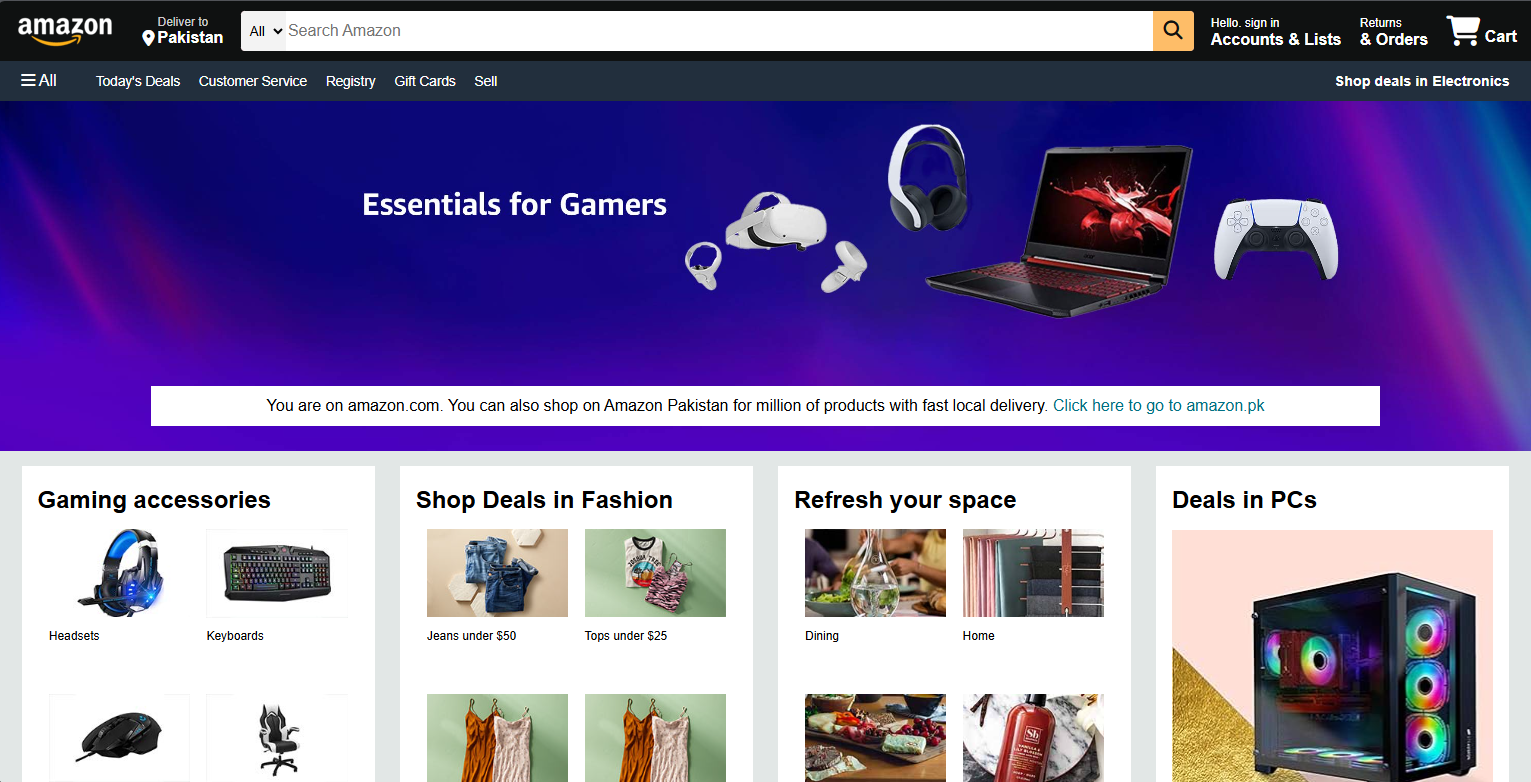 amazon
Deliver to
Pakistan
All
Search Amazon
Hello. sign in
Accounts & Lists
Returns
& Orders
Cart
All
Today's Deals
Customer Service
Registry
Gift Cards
Sell
Shop deals in Electronics
Essentials for Gamers
You are on amazon.com. You can also shop on Amazon Pakistan for million of products with fast local delivery. Click here to go to amazon.pk
Gaming accessories
Shop Deals in Fashion
Refresh your space
Deals in PCs
Headsets
Keyboards
Jeans under $50
Tops under $25
Dining
Home